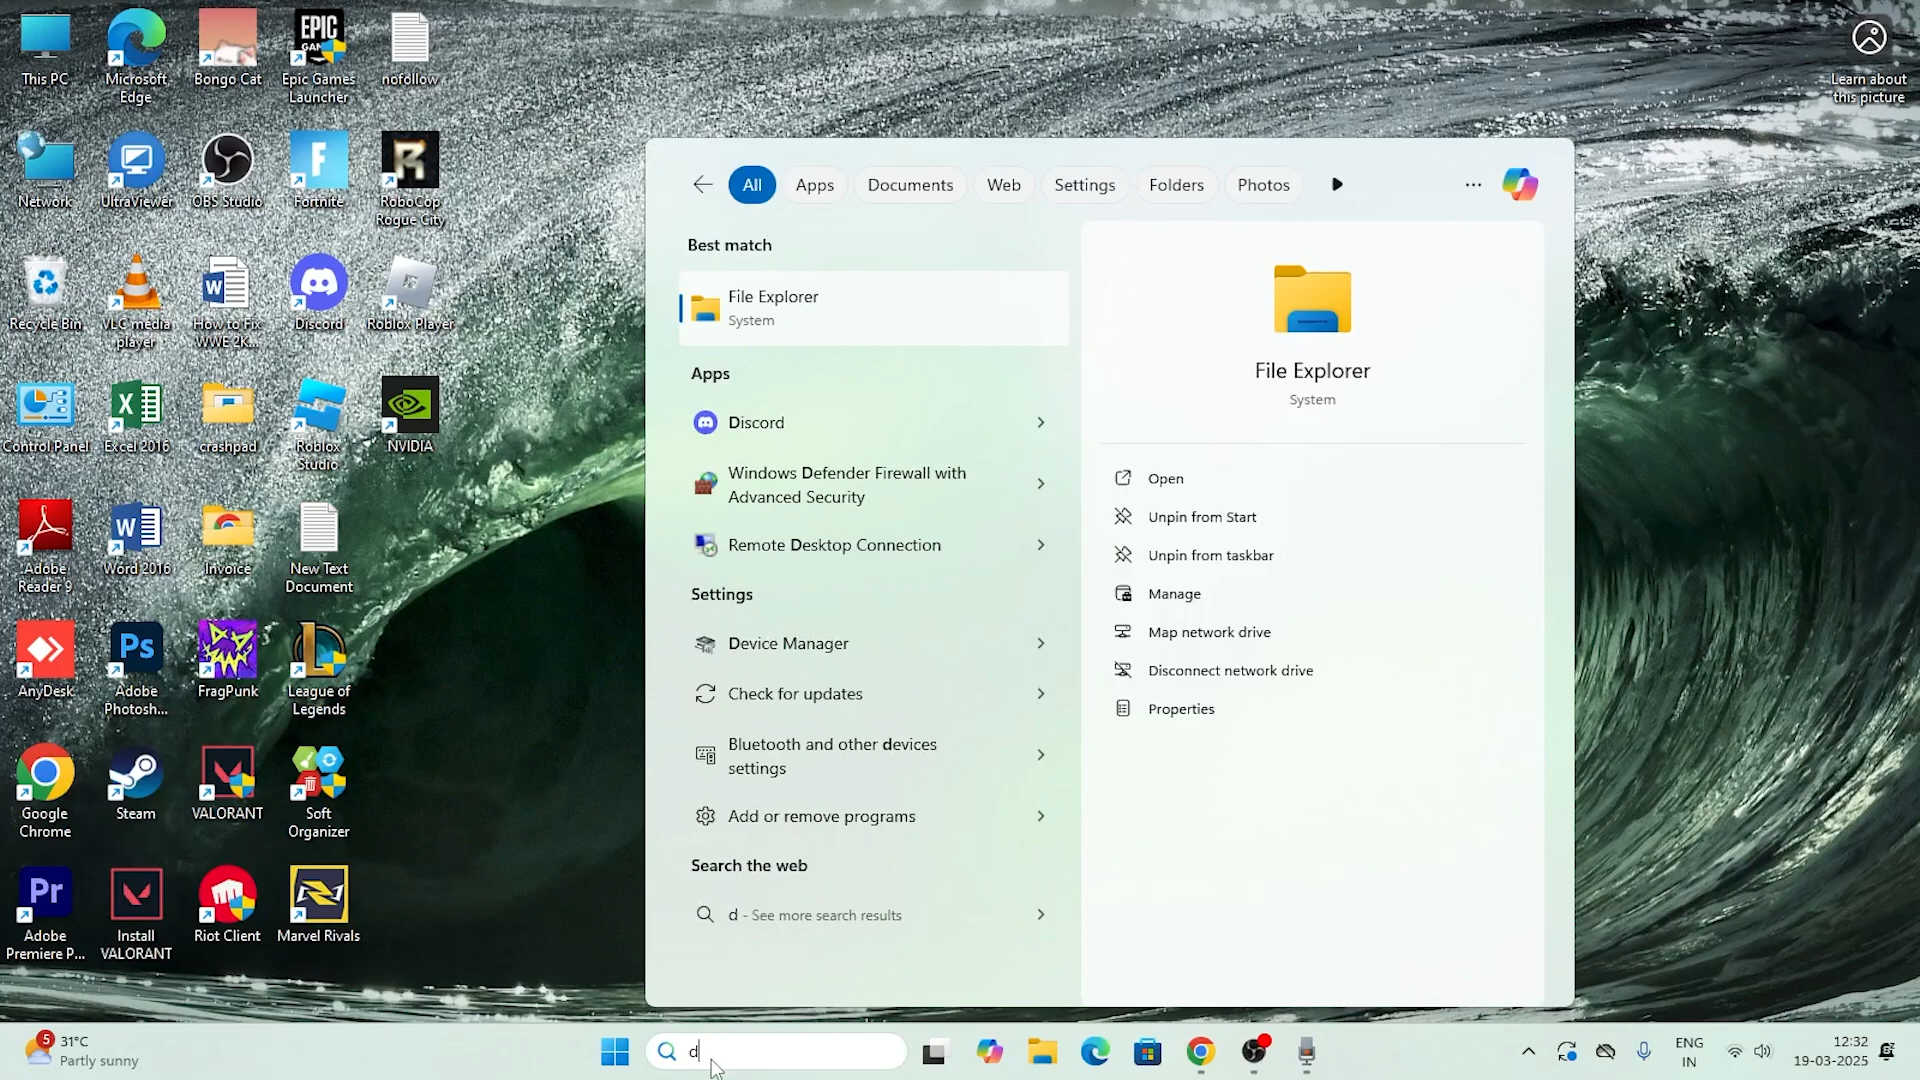 This PC
Microsoft
Edge
Bongo Cat
EPIC
GAMES
Epic Games
Launcher
nofollow
Learn about
this picture
Network
UltraViewer
OBS Studio
F
Fortnite
R
RoboCop
Rogue City
Recycle Bin
VLC media
player
W
How to Fix
WWE 2K...
Discord
Roblox Player
Control Panel
X
Excel 2016
crashpad
Roblox
Studio
NVIDIA
Adobe
Reader 9
W
Word 2016
Invoice
New Text
Document
AnyDesk
Ps
Adobe
Photosh...
FragPunk
L
League of
Legends
Google
Chrome
Steam
VALORANT
Soft
Organizer
Pr
Adobe
Premiere P...
Install
VALORANT
Riot Client
Marvel Rivals
All
Apps
Documents
Web
Settings
Folders
Photos
...
Best match
File Explorer
System
Apps
Discord
Windows Defender Firewall with
Advanced Security
Remote Desktop Connection
Settings
Device Manager
Check for updates
Bluetooth and other devices
settings
Add or remove programs
Search the web
d - See more search results
File Explorer
System
Open
Unpin from Start
Unpin from taskbar
Manage
Map network drive
Disconnect network drive
Properties
5
31°C
Partly sunny
d
ENG
IN
12:32
19-03-2025